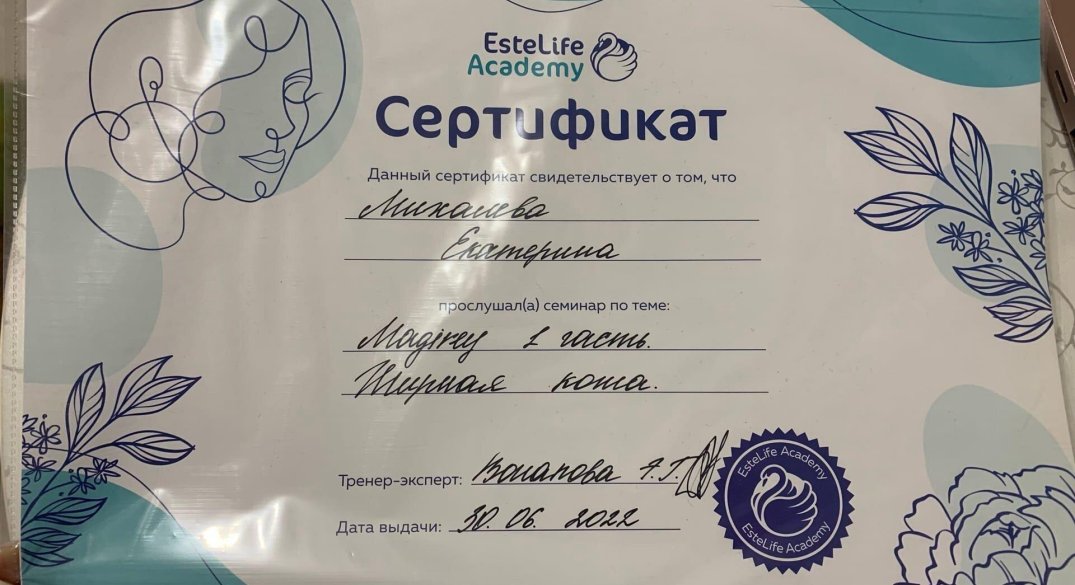 EsteLife
Academy
Сертификат
Данный сертификат свидетельствует о том, что
Михалева
Екатерина
прослушал(а) семинар по теме:
1 часть.
Жирная кожа.
Тренер-эксперт: А.Г.
Дата выдачи: 30.06.2022
EsteLife Academy
EsteLife Academy